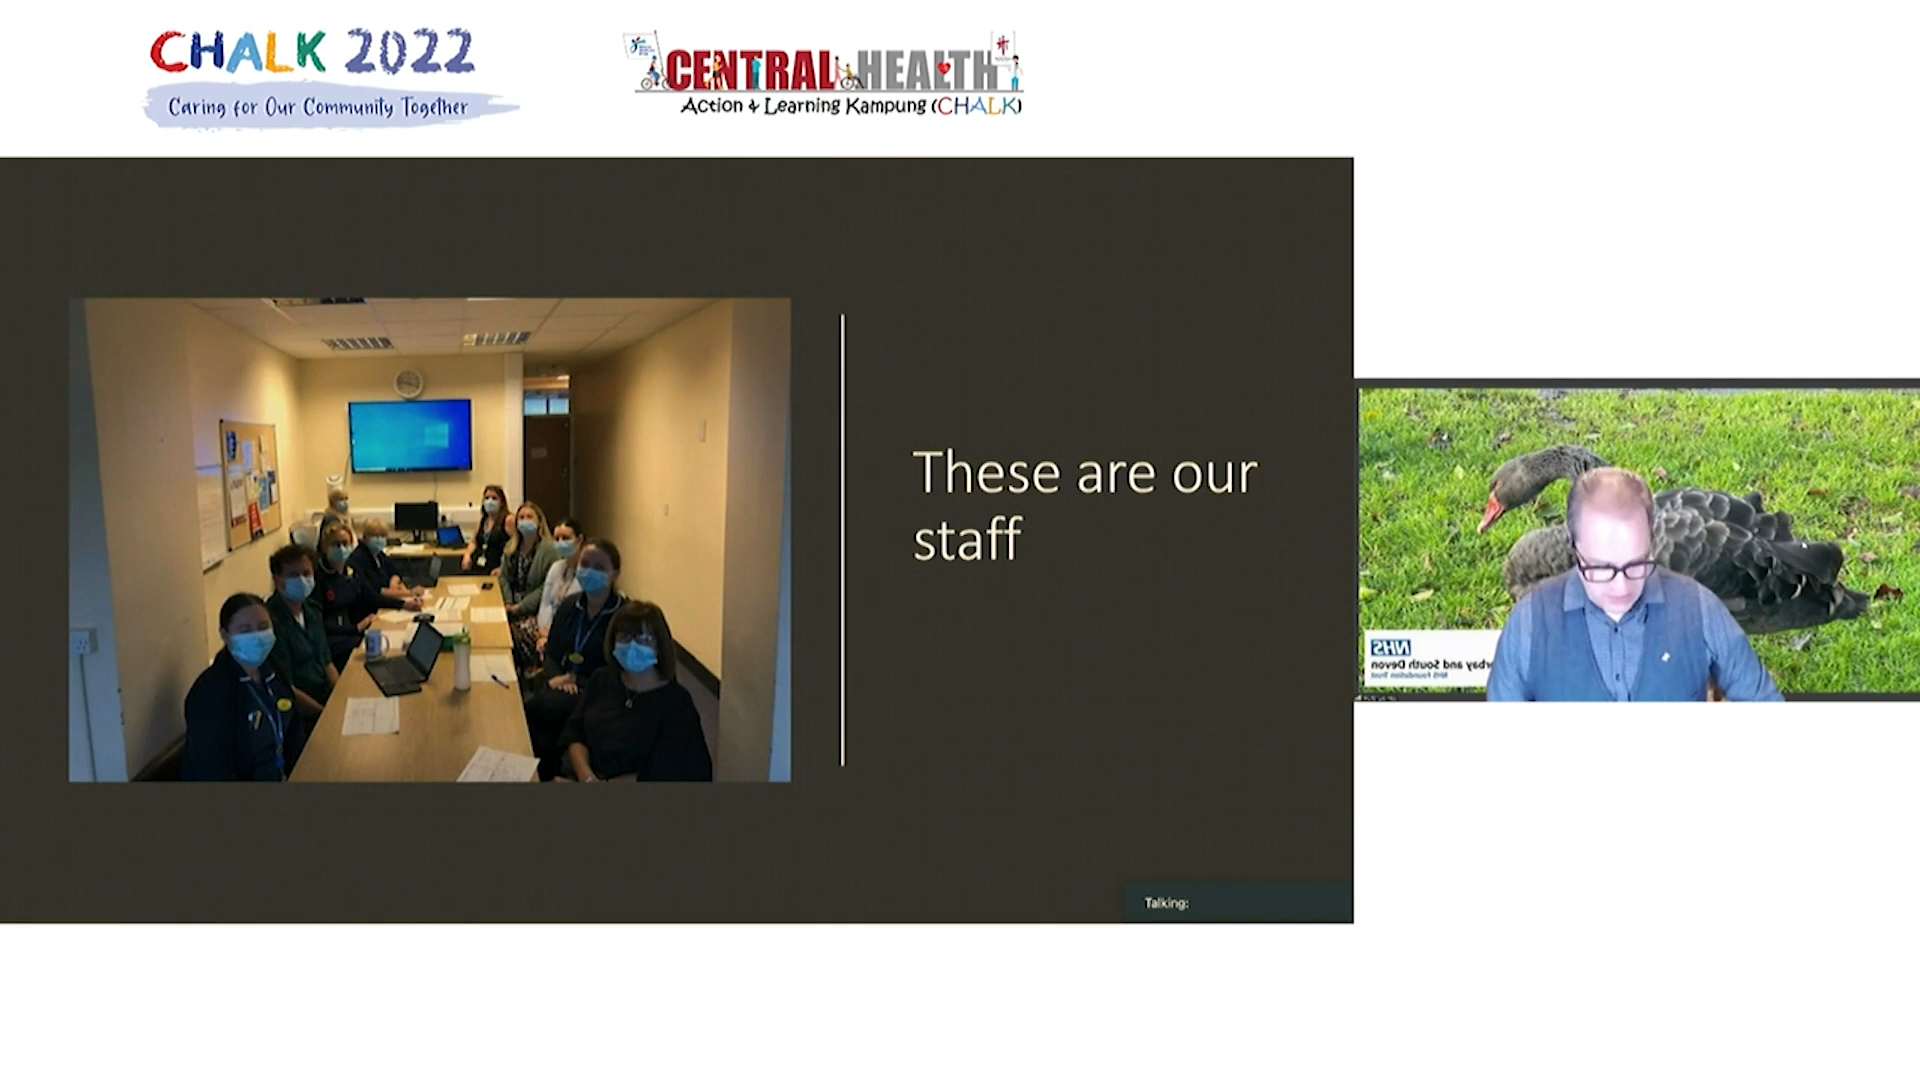 CHALK 2022
Caring for Our Community Together
CENTRAL HEALTH
Action & Learning Kampung (CHALK)
These are our
staff
NHS
rbay and South Devon
NHS Foundation Trust
Talking: